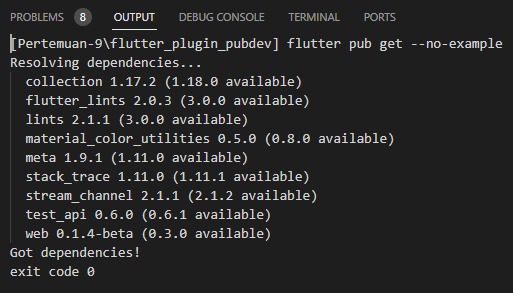 PROBLEMS 8 OUTPUT DEBUG CONSOLE TERMINAL PORTS
[Pertemuan-9\flutter_plugin_pubdev] flutter pub get --no-example
Resolving dependencies...
collection 1.17.2 (1.18.0 available)
flutter_lints 2.0.3 (3.0.0 available)
lints 2.1.1 (3.0.0 available)
material_color_utilities 0.5.0 (0.8.0 available)
meta 1.9.1 (1.11.0 available)
stack_trace 1.11.0 (1.11.1 available)
stream_channel 2.1.1 (2.1.2 available)
test_api 0.6.0 (0.6.1 available)
web 0.1.4-beta (0.3.0 available)
Got dependencies!
exit code 0